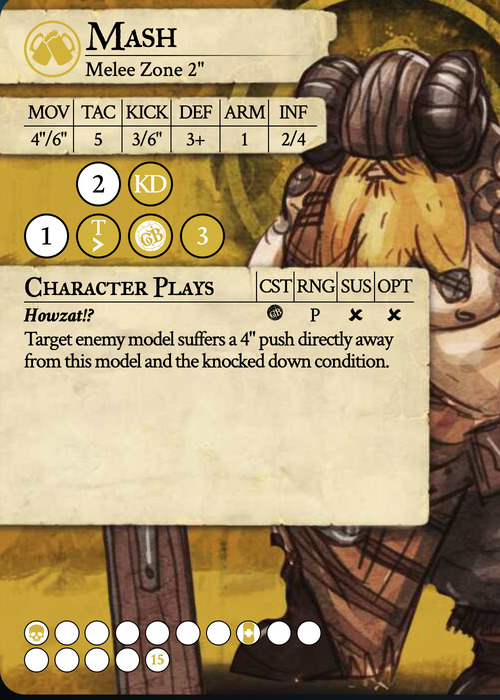 Mash
Melee Zone 2"
MOV TAC KICK DEF ARM INF
4"/6" 5 3/6" 3+ 1 2/4
2 KD
1 T > GB 3
Character Plays CST RNG SUS OPT
Howzat!? GB P ✘ ✘
Target enemy model suffers a 4" push directly away
from this model and the knocked down condition.
15